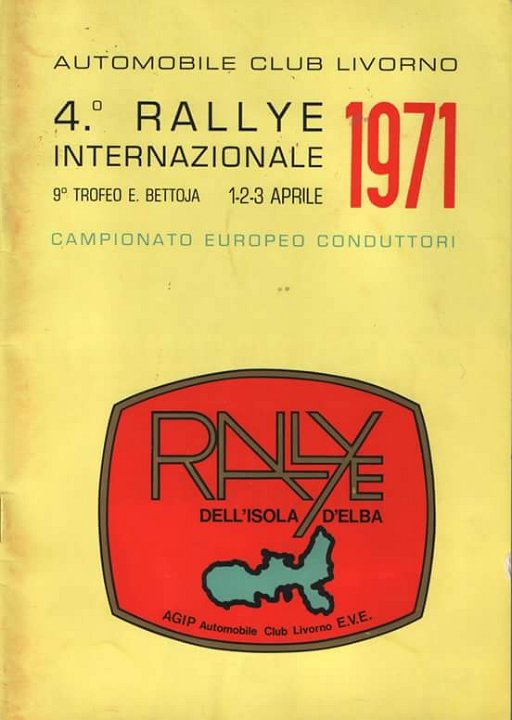 AUTOMOBILE CLUB LIVORNO
4.º RALLYE 1971
INTERNAZIONALE
9º TROFEO E. BETTOJA 1-2-3 APRILE
CAMPIONATO EUROPEO CONDUTTORI
RALLYE
DELL'ISOLA D'ELBA
AGIP Automobile Club Livorno E.V.E.